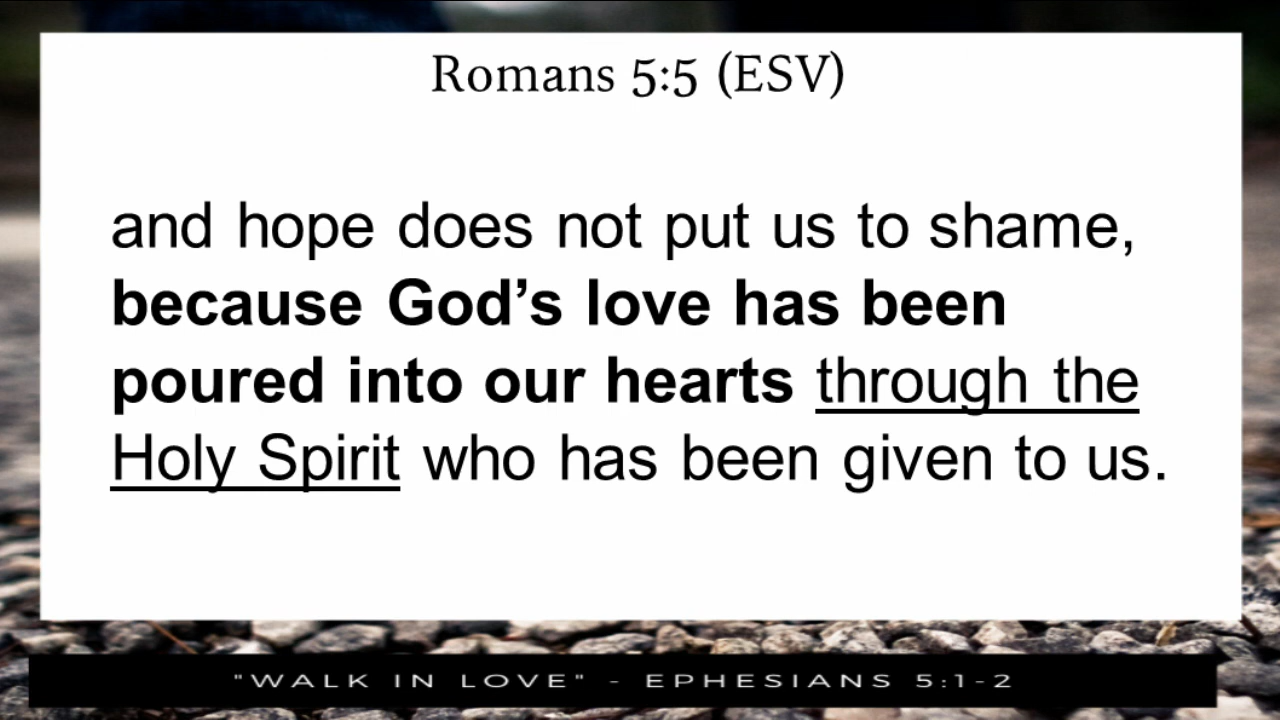 Romans 5:5 (ESV)
and hope does not put us to shame,
because God’s love has been
poured into our hearts through the
Holy Spirit who has been given to us.
"WALK IN LOVE" - EPHESIANS 5:1-2